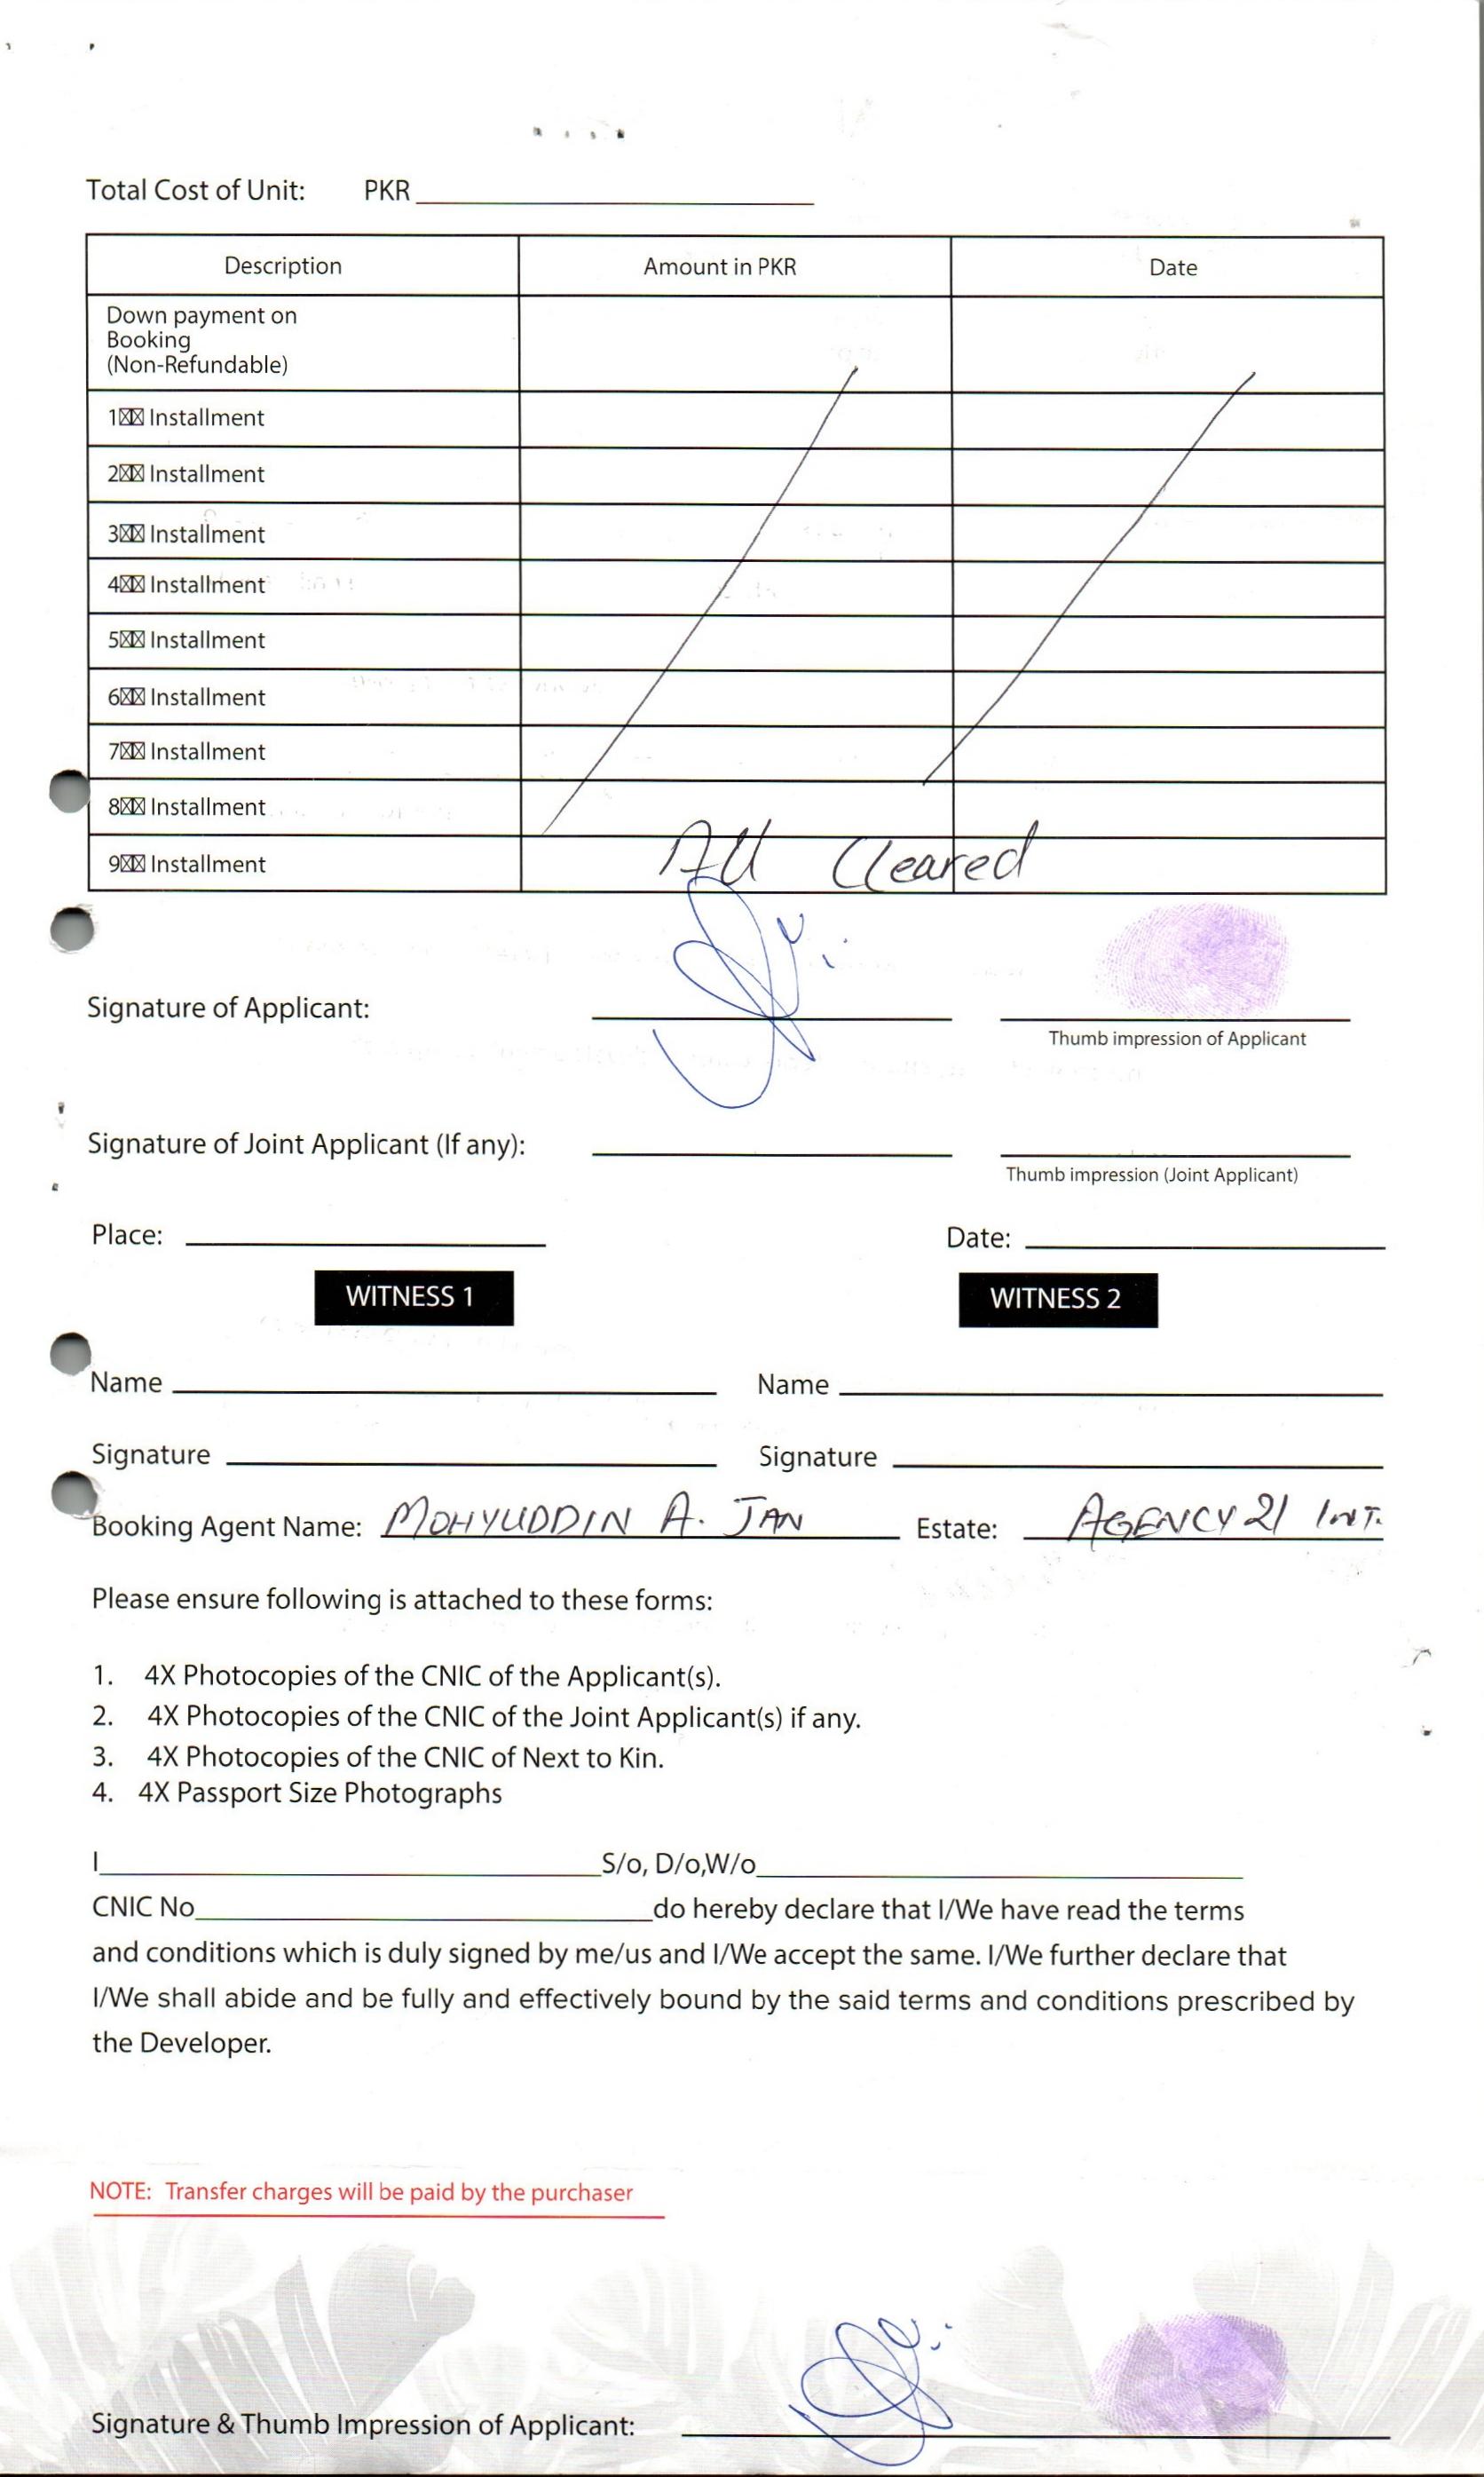 Total Cost of Unit: PKR
Description Amount in PKR Date
Down payment on
Booking
(Non-Refundable)
1 Installment
2 Installment
3 Installment
4 Installment
5 Installment
6 Installment
7 Installment
8 Installment
9 Installment All Cleared
Signature of Applicant:
Thumb impression of Applicant
Signature of Joint Applicant (If any):
Thumb impression (Joint Applicant)
Place: Date:
WITNESS 1 WITNESS 2
Name Name
Signature Signature
Booking Agent Name: MOHYUDDIN A. JAN Estate: AGENCY 21 INT.
Please ensure following is attached to these forms:
1. 4X Photocopies of the CNIC of the Applicant(s).
2. 4X Photocopies of the CNIC of the Joint Applicant(s) if any.
3. 4X Photocopies of the CNIC of Next to Kin.
4. 4X Passport Size Photographs
I S/o, D/o,W/o
CNIC No do hereby declare that I/We have read the terms
and conditions which is duly signed by me/us and I/We accept the same. I/We further declare that
I/We shall abide and be fully and effectively bound by the said terms and conditions prescribed by
the Developer.
NOTE: Transfer charges will be paid by the purchaser
Signature & Thumb Impression of Applicant: